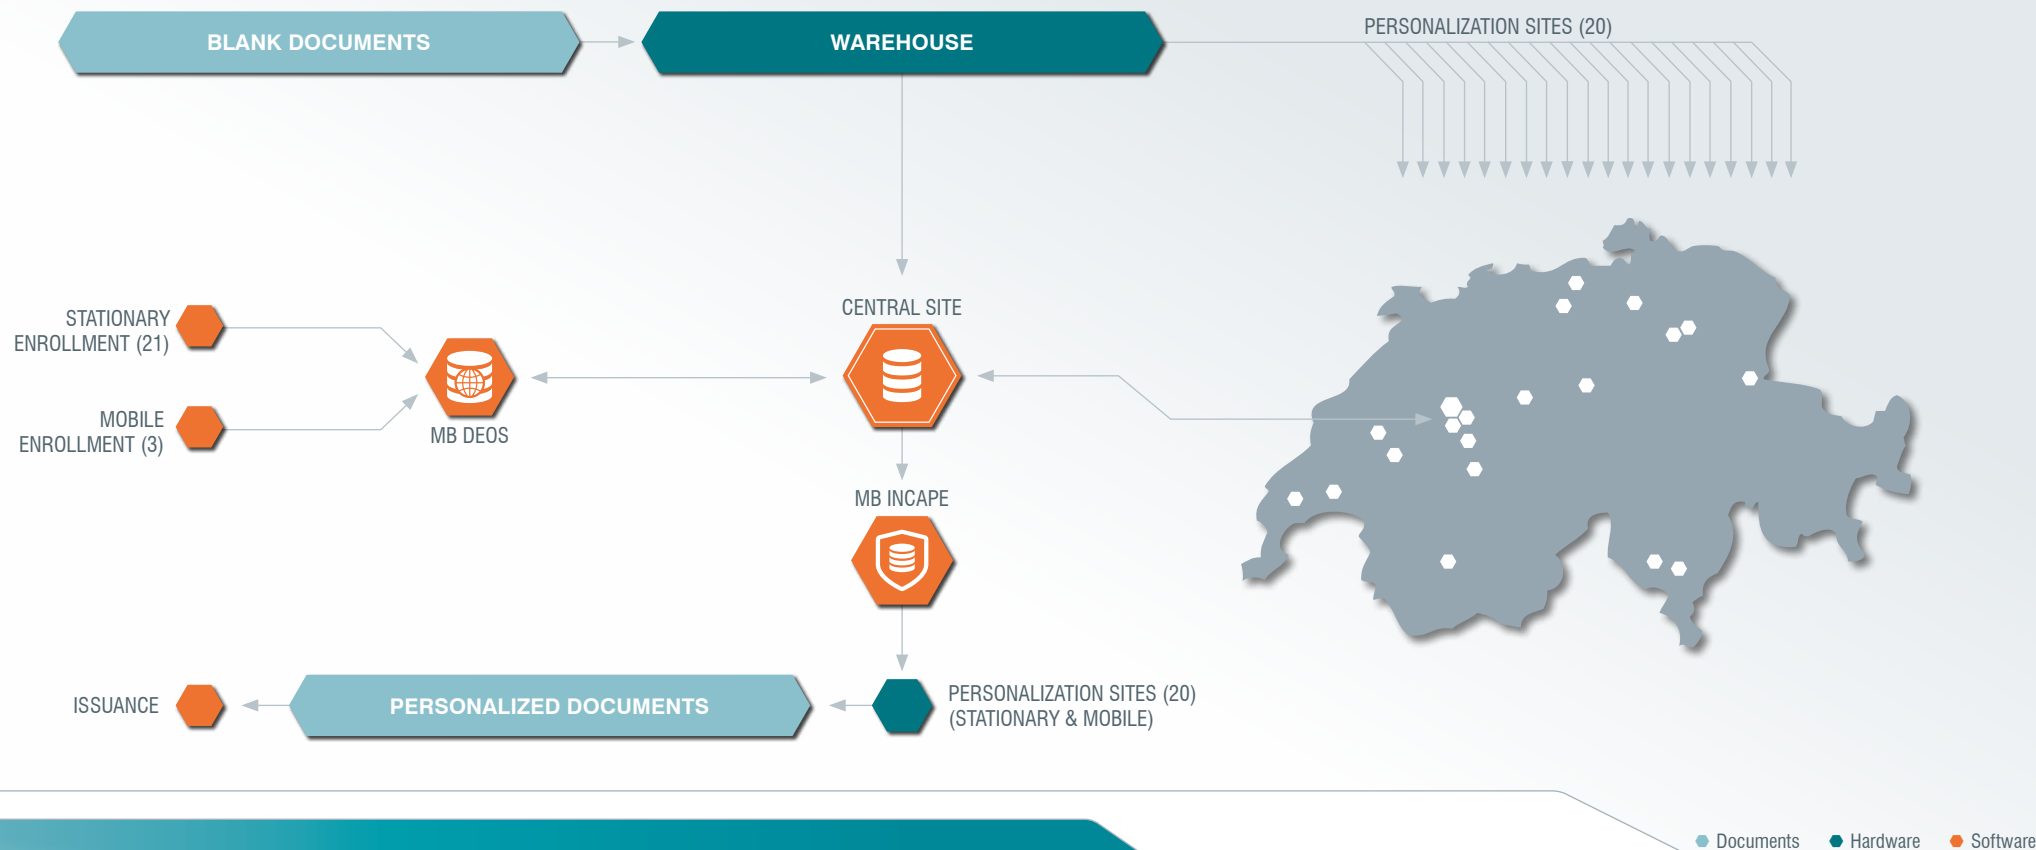 BLANK DOCUMENTS
WAREHOUSE
PERSONALIZATION SITES (20)
STATIONARY
ENROLLMENT (21)
MOBILE
ENROLLMENT (3)
MB DEOS
CENTRAL SITE
MB INCAPE
ISSUANCE
PERSONALIZED DOCUMENTS
PERSONALIZATION SITES (20)
(STATIONARY & MOBILE)
Documents
Hardware
Software